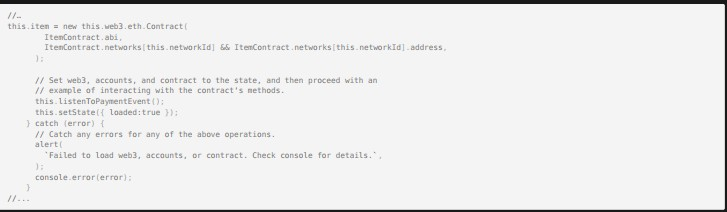 //…
this.item = new this.web3.eth.Contract(
ItemContract.abi,
ItemContract.networks[this.networkId] && ItemContract.networks[this.networkId].address,
);
// Set web3, accounts, and contract to the state, and then proceed with an
// example of interacting with the contract's methods.
this.listenToPaymentEvent();
this.setState({ loaded:true });
} catch (error) {
// Catch any errors for any of the above operations.
alert(
`Failed to load web3, accounts, or contract. Check console for details.`,
);
console.error(error);
}
//...